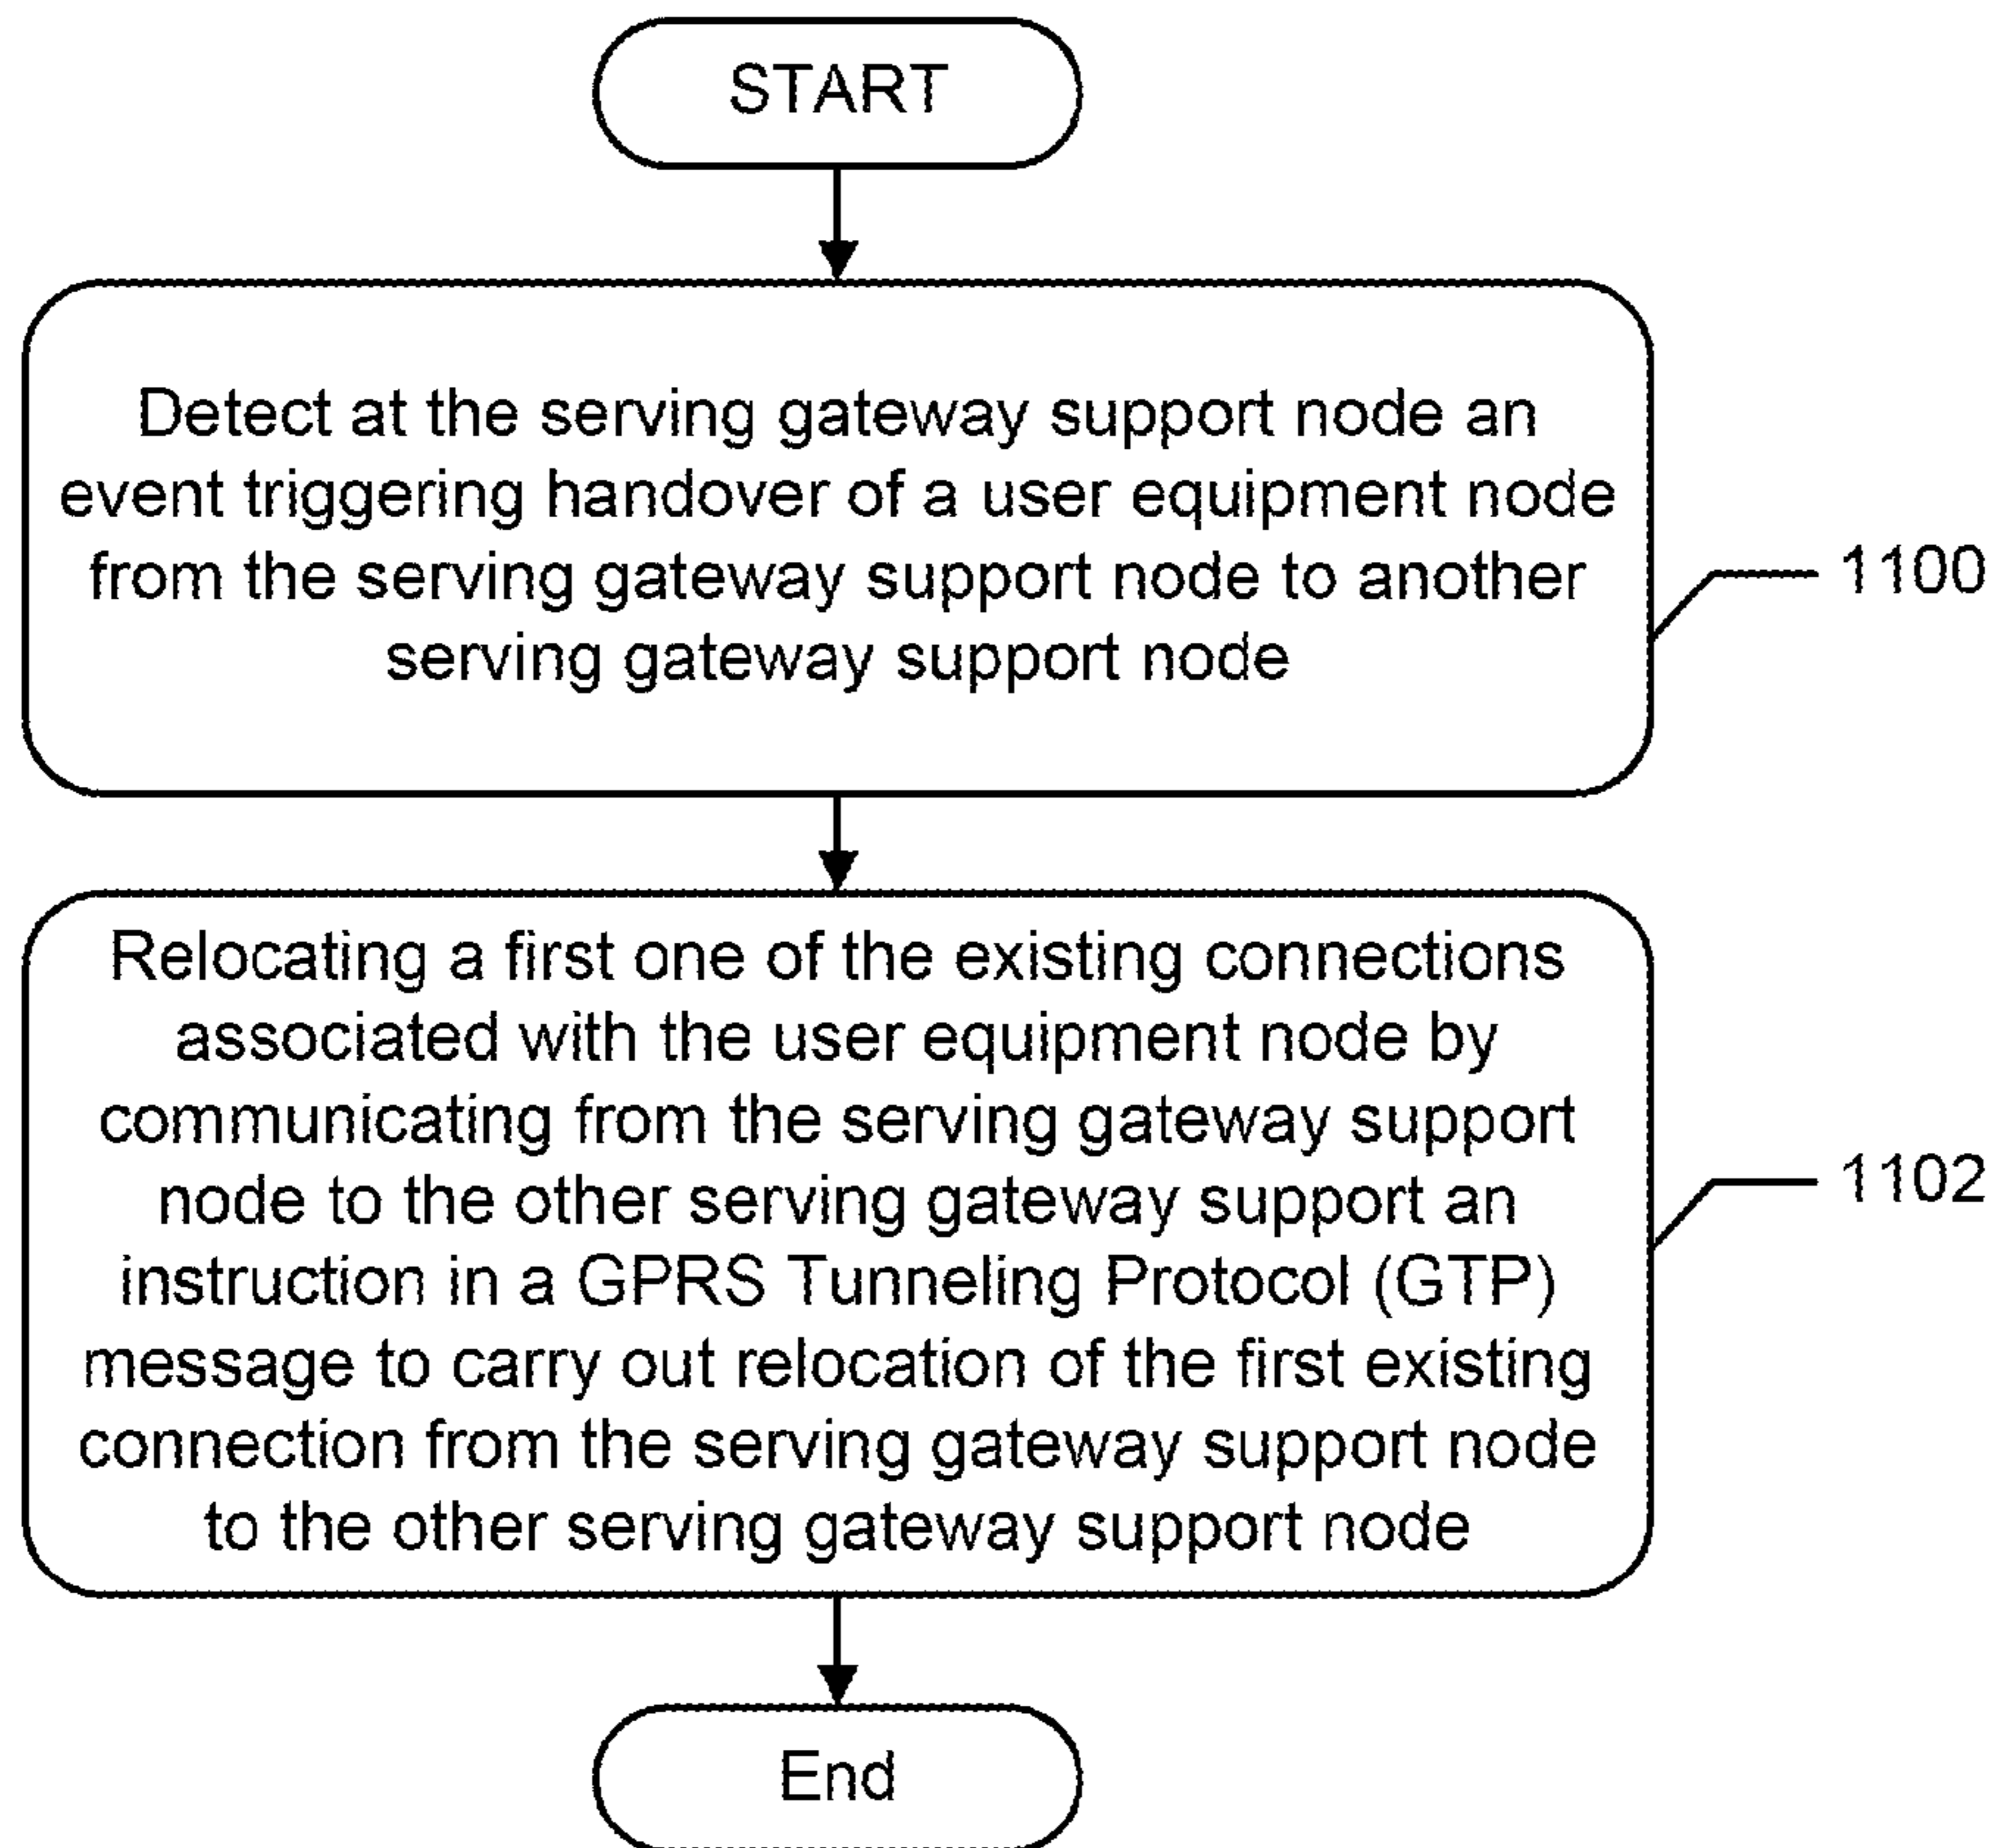 START
Detect at the serving gateway support node an
event triggering handover of a user equipment node
from the serving gateway support node to another
serving gateway support node
1100
Relocating a first one of the existing connections
associated with the user equipment node by
communicating from the serving gateway support
node to the other serving gateway support an
instruction in a GPRS Tunneling Protocol (GTP)
message to carry out relocation of the first existing
connection from the serving gateway support node
to the other serving gateway support node
1102
End